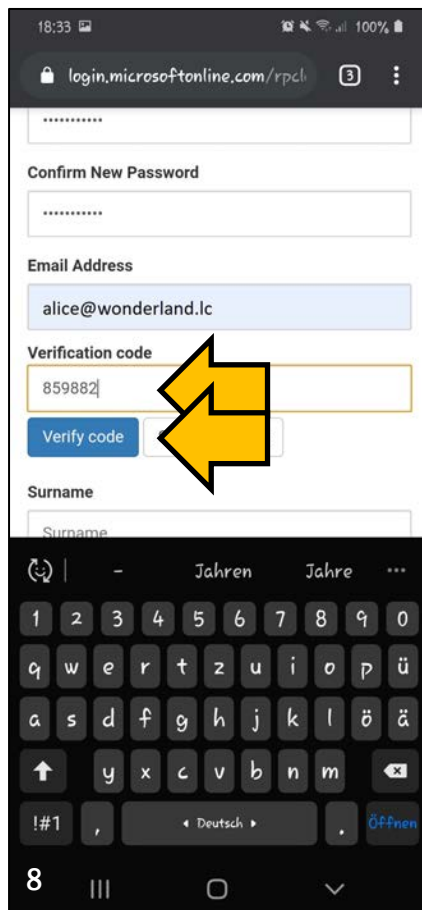 18:33 100%
login.microsoftonline.com/rpcl 3
Confirm New Password
Email Address
alice@wonderland.lc
Verification code
859882
Verify code
Surname
Surname
- Jahren Jahre ...
1 2 3 4 5 6 7 8 9 0
q w e r t z u i o p ü
a s d f g h j k l ö ä
y x c v b n m
!#1 , Deutsch . Öffnen
8